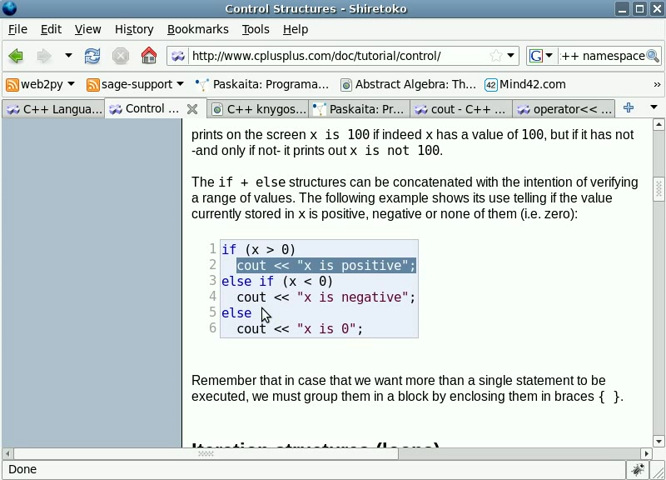 Control Structures - Shiretoko
File Edit View History Bookmarks Tools Help
http://www.cplusplus.com/doc/tutorial/control/
++ namespace
web2py
sage-support
Paskaita: Programa...
Abstract Algebra: Th...
Mind42.com
»
C++ Langua...
Control ...
C++ knygos...
Paskaita: Pr...
cout - C++ ...
operator<< ...
prints on the screen x is 100 if indeed x has a value of 100, but if it has not
-and only if not- it prints out x is not 100.
The if + else structures can be concatenated with the intention of verifying
a range of values. The following example shows its use telling if the value
currently stored in x is positive, negative or none of them (i.e. zero):
1 if (x > 0)
2 cout << "x is positive";
3 else if (x < 0)
4 cout << "x is negative";
5 else
6 cout << "x is 0";
Remember that in case that we want more than a single statement to be
executed, we must group them in a block by enclosing them in braces { }.
Iteration structures (loops)
Done